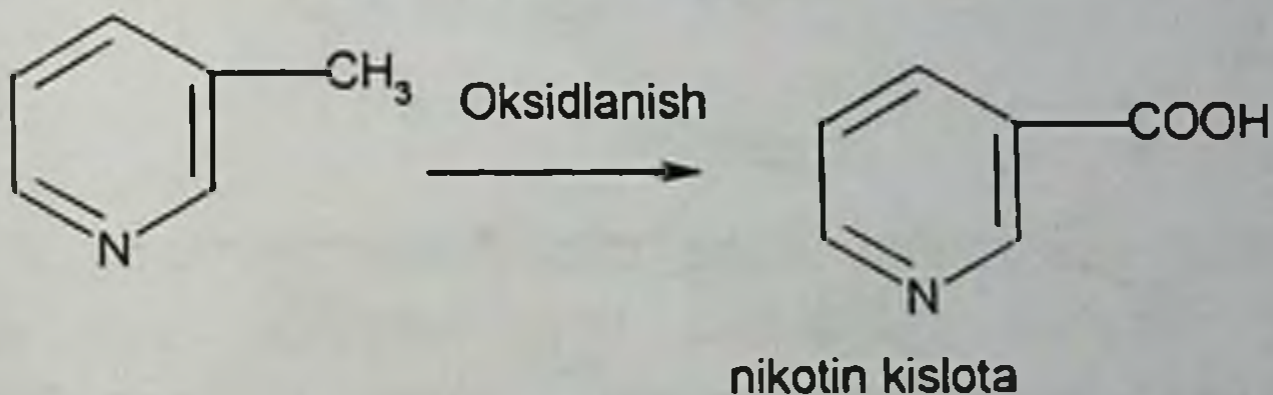 CH₃
Oksidlanish
COOH
N
N
nikotin kislota